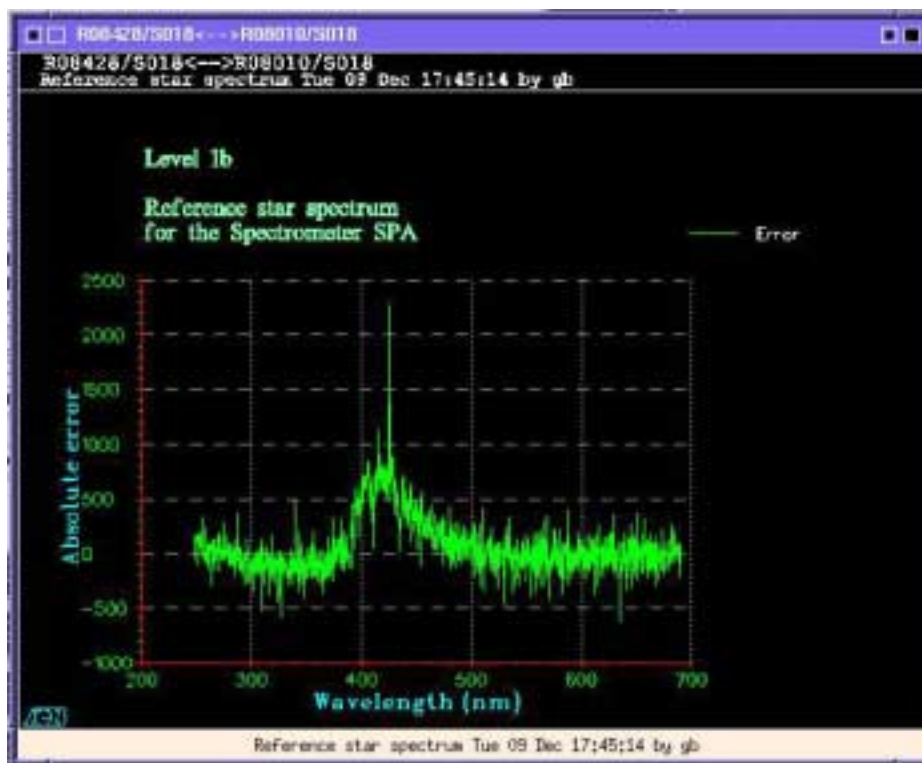 R08428/S018<-->R08010/S018
R08428/S018<-->R08010/S018
Reference star spectrum Tue 09 Dec 17:45:14 by gb
Level 1b
Reference star spectrum
for the Spectrometer SPA
Error
2500
2000
1500
1000
500
0
-500
-1000
Absolute error
200 300 400 500 600 700
Wavelength (nm)
Reference star spectrum Tue 09 Dec 17:45:14 by gb